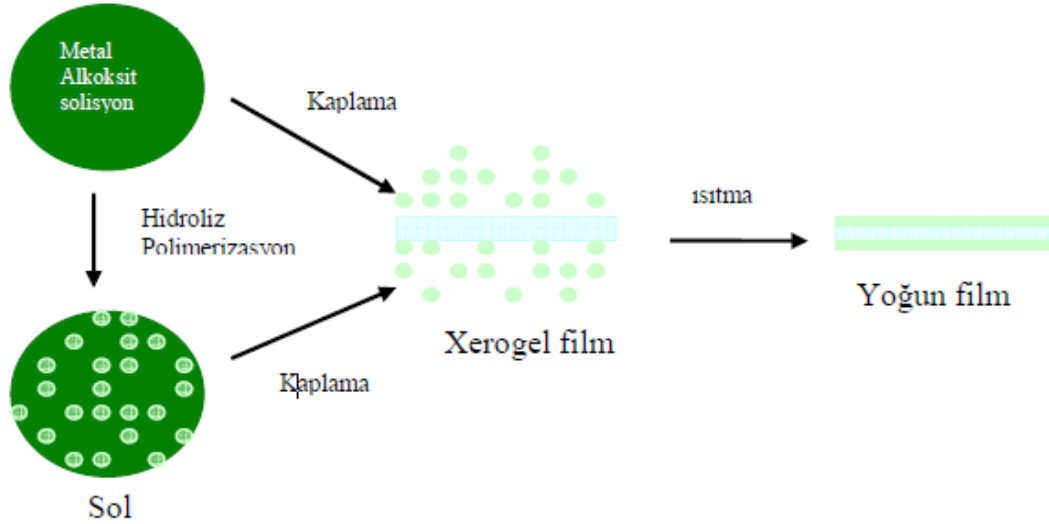 Metal
Alkoksit
solisyon
Kaplama
Hidroliz
Polimerizasyon
ısıtma
Yoğun film
Xerogel film
Kaplama
Sol